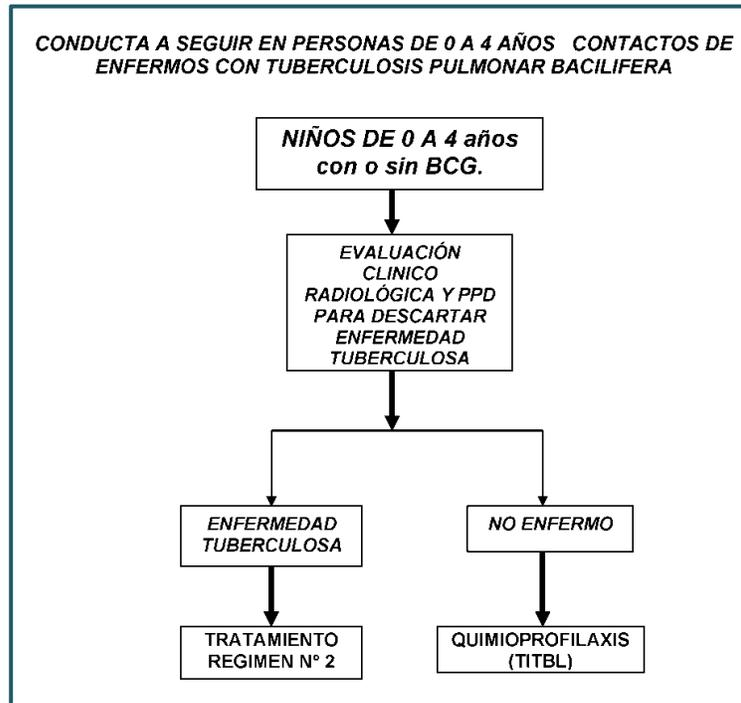 CONDUCTA A SEGUIR EN PERSONAS DE 0 A 4 AÑOS CONTACTOS DE
ENFERMOS CON TUBERCULOSIS PULMONAR BACILIFERA
NIÑOS DE 0 A 4 años
con o sin BCG.
EVALUACIÓN
CLINICO
RADIOLÓGICA Y PPD
PARA DESCARTAR
ENFERMEDAD
TUBERCULOSA
ENFERMEDAD
TUBERCULOSA
NO ENFERMO
TRATAMIENTO
REGIMEN Nº 2
QUIMIOPROFILAXIS
(TITBL)